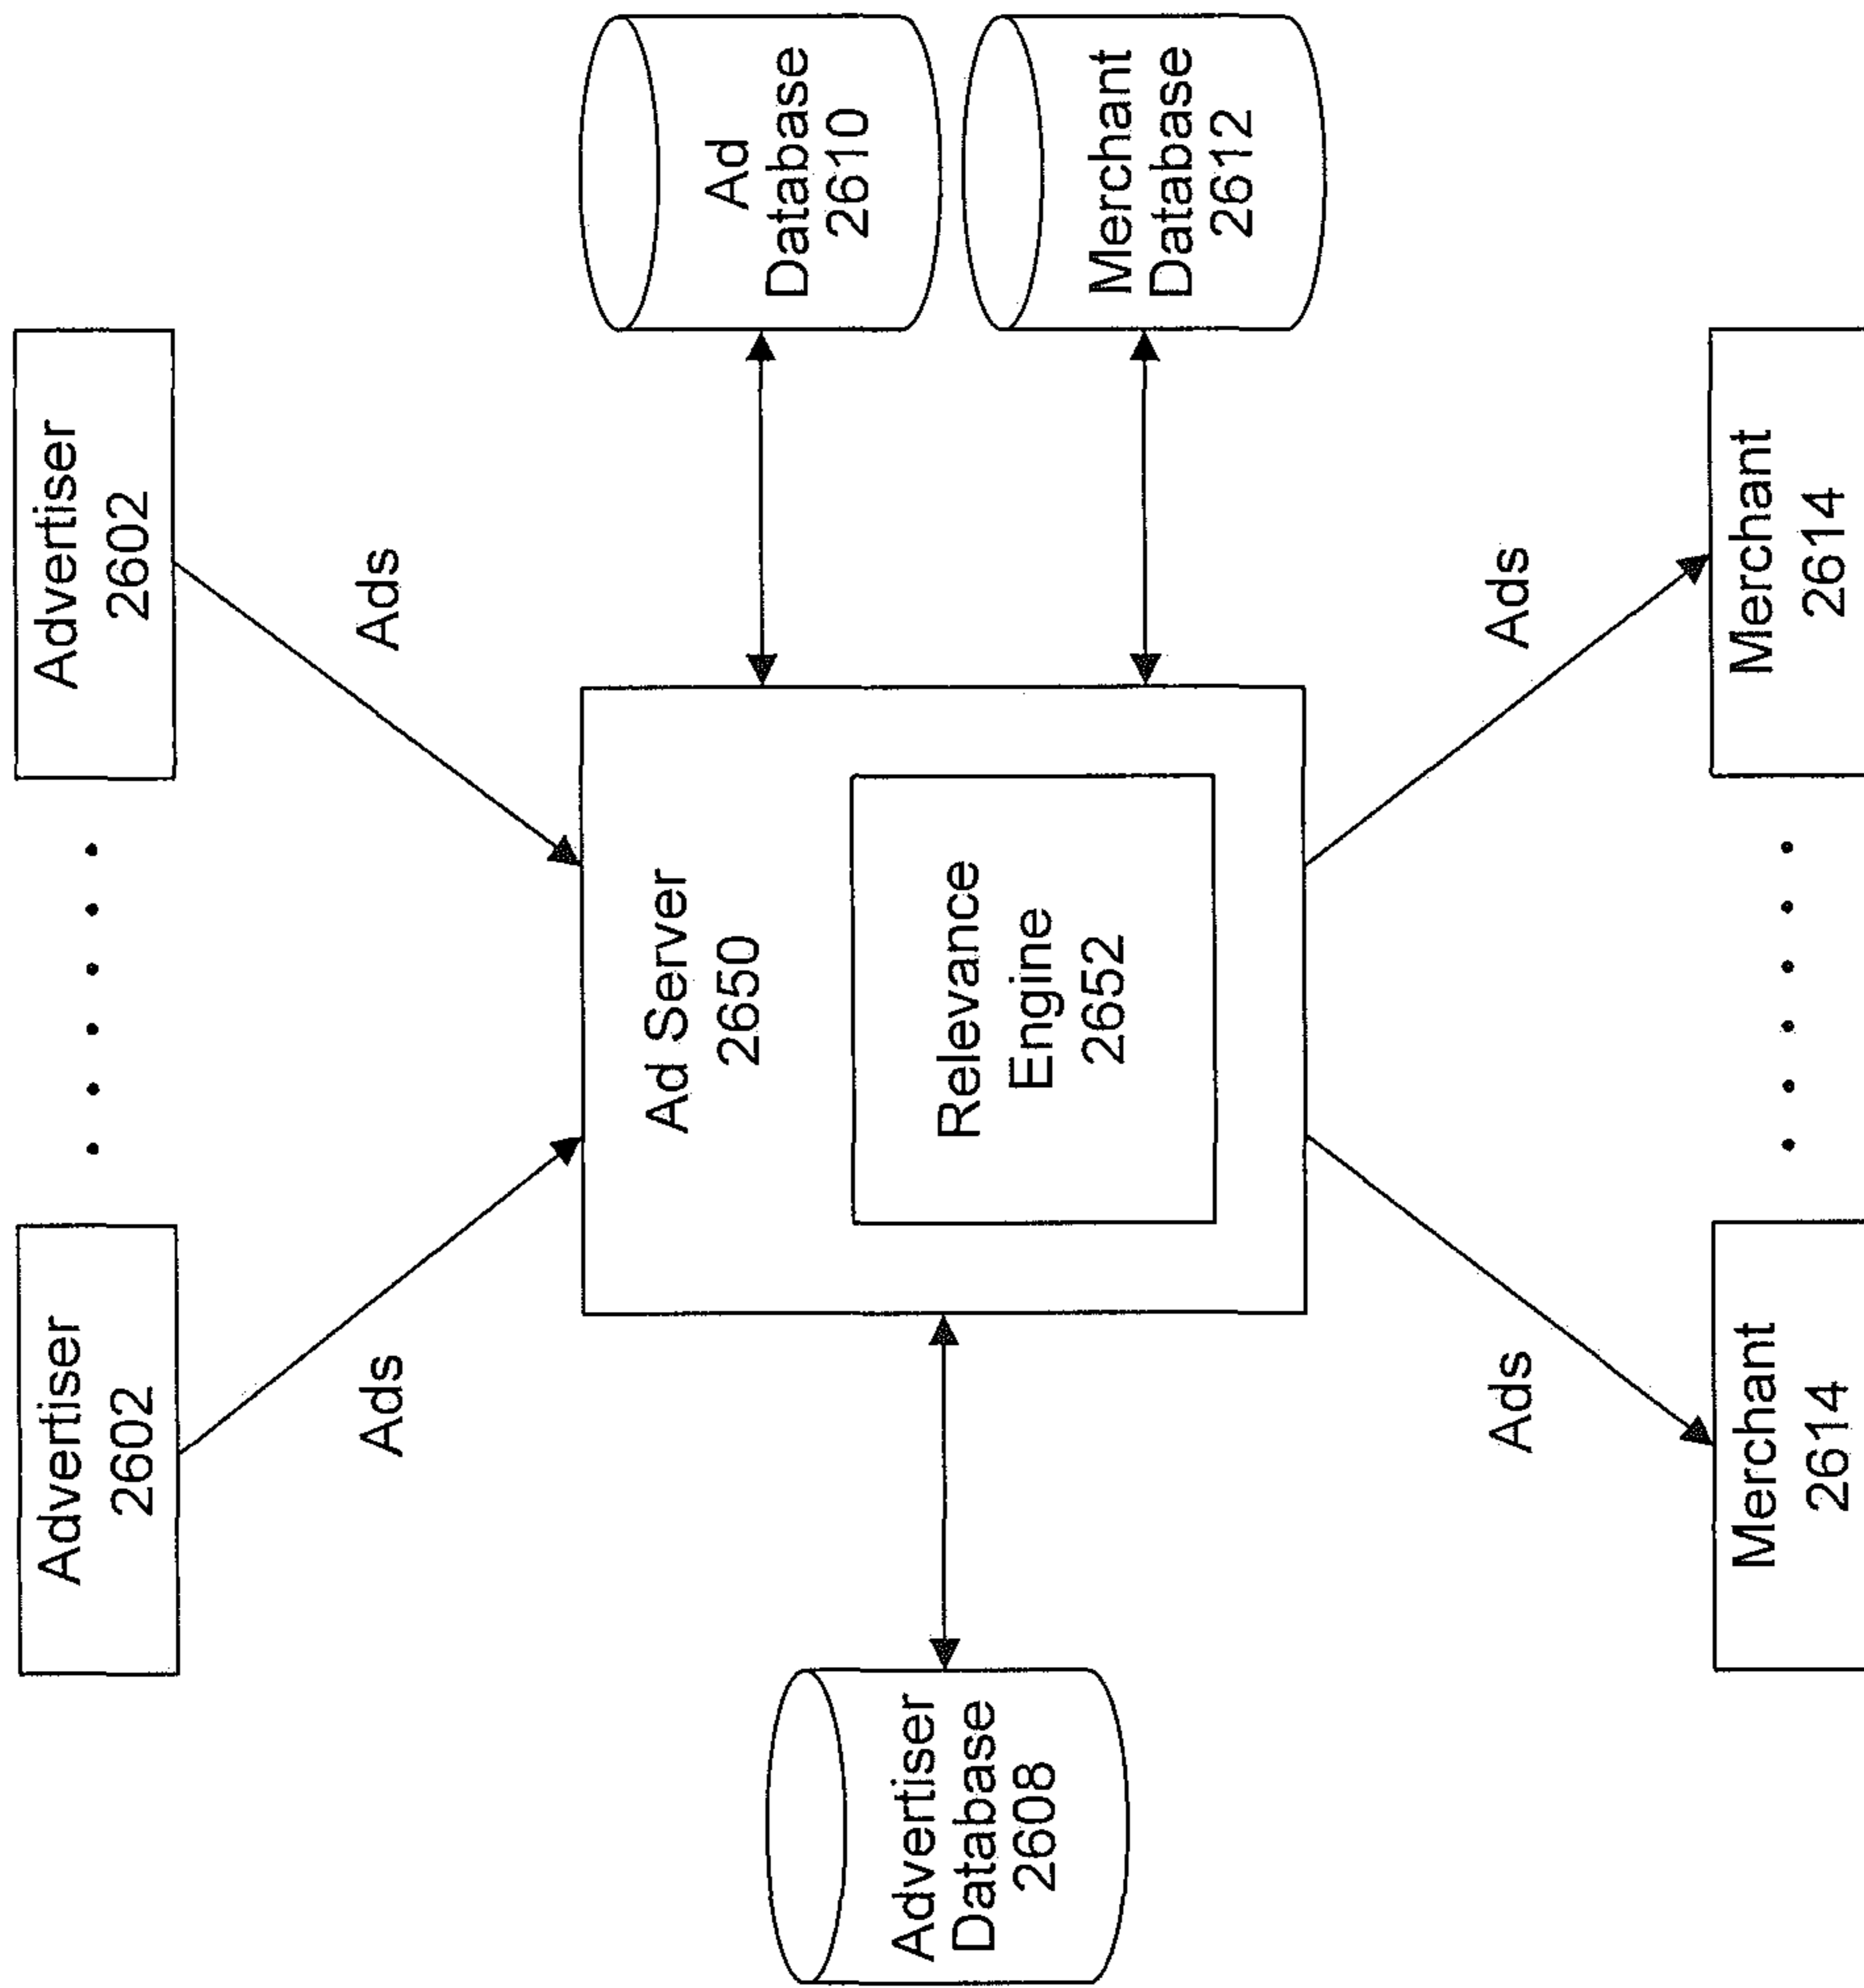 Advertiser
2602
Advertiser
2602
Ads
Ads
Advertiser
Database
2608
Ad Server
2650
Relevance
Engine
2652
Ad
Database
2610
Merchant
Database
2612
Ads
Ads
Merchant
2614
Merchant
2614